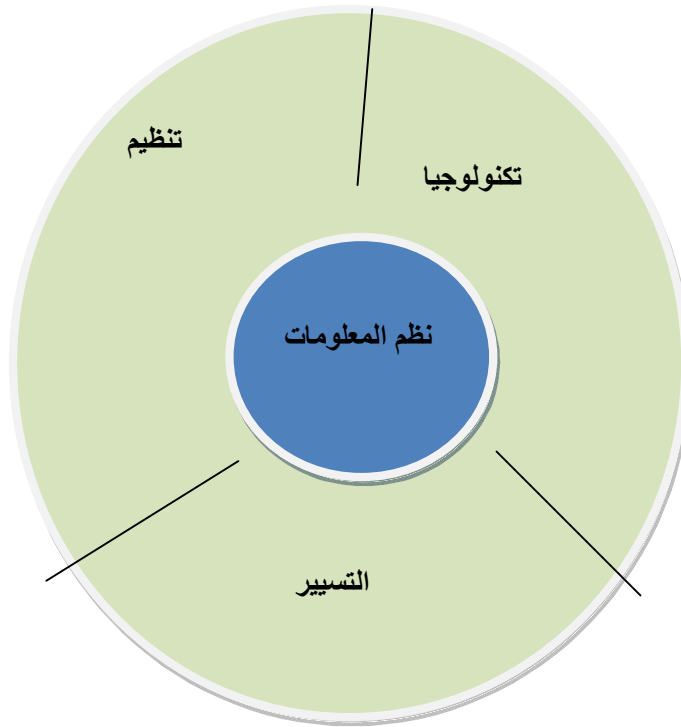 تنظيم
تكنولوجيا
نظم المعلومات
التسيير